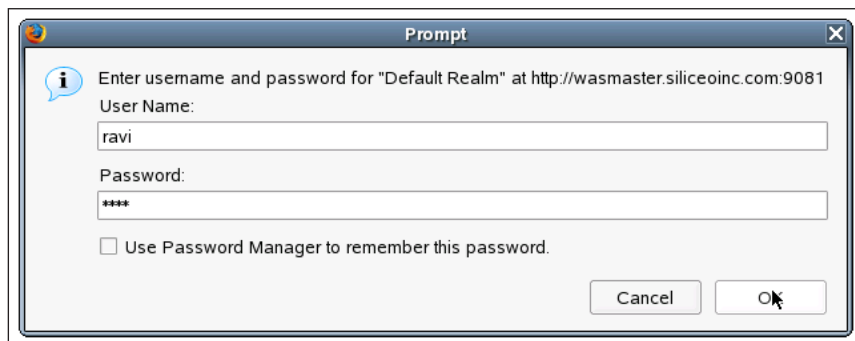 Prompt
Enter username and password for "Default Realm" at http://wasmaster.siliceoinc.com:9081
User Name:
ravi
Password:
****
Use Password Manager to remember this password.
Cancel
OK